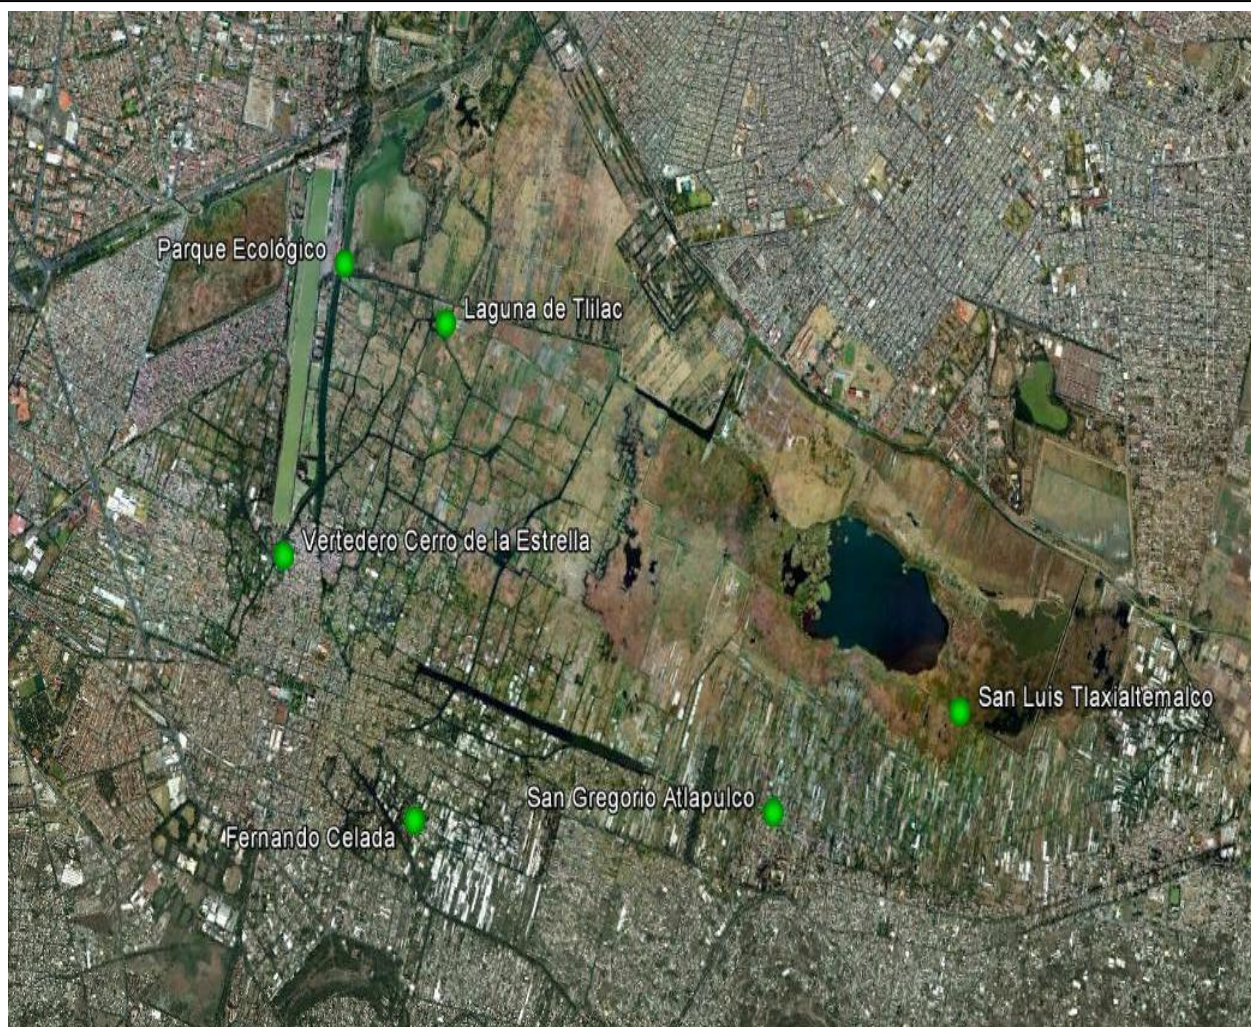 Parque Ecológico
Laguna de Tlilac
Vertedero Cerro de la Estrella
San Luis Tlaxialtemalco
San Gregorio Atlapulco
Fernando Celada